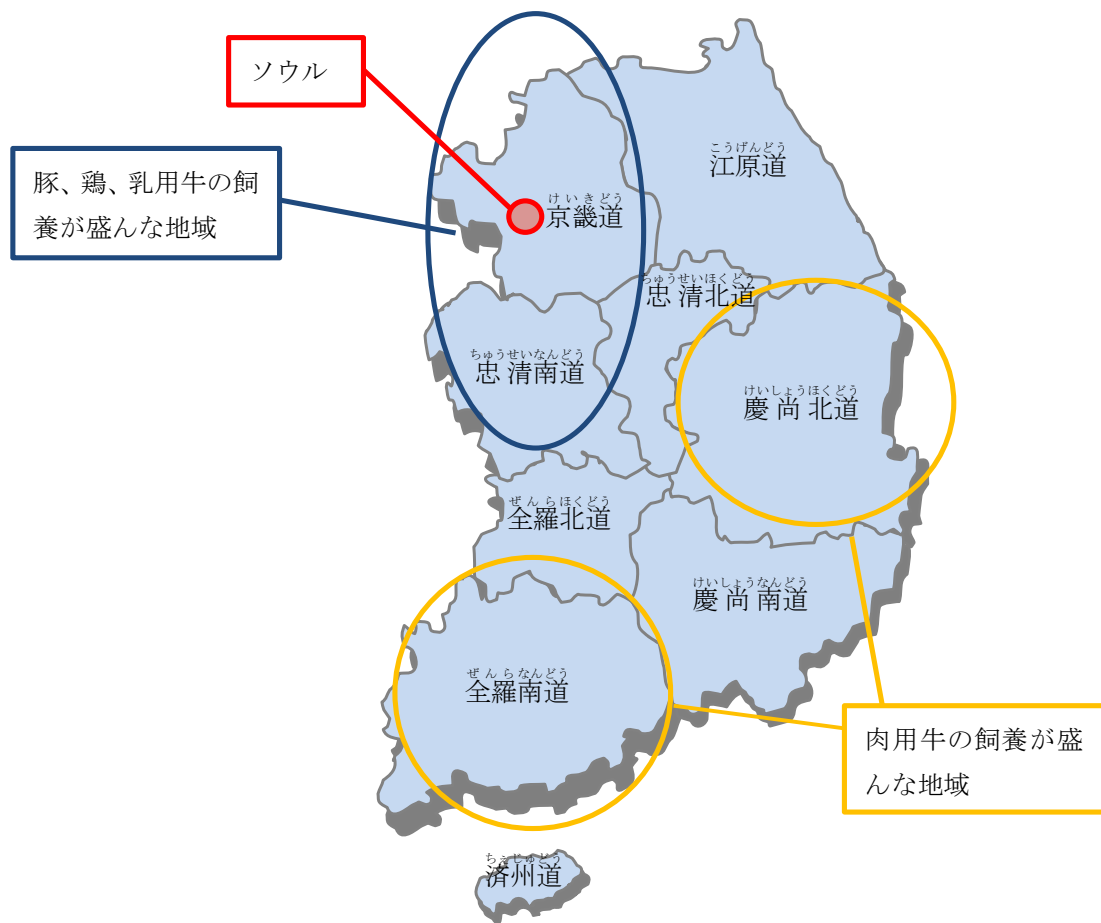 ソウル
豚、鶏、乳用牛の飼
養が盛んな地域
こうげんどう
江原道
けいきどう
京畿道
ちゅうせいほくどう
忠清北道
ちゅうせいなんどう
忠清南道
けいしょうほくどう
慶尚北道
ぜんらほくどう
全羅北道
けいしょうなんどう
慶尚南道
ぜんらなんどう
全羅南道
肉用牛の飼養が盛
んな地域
ちぇじゅどう
済州道